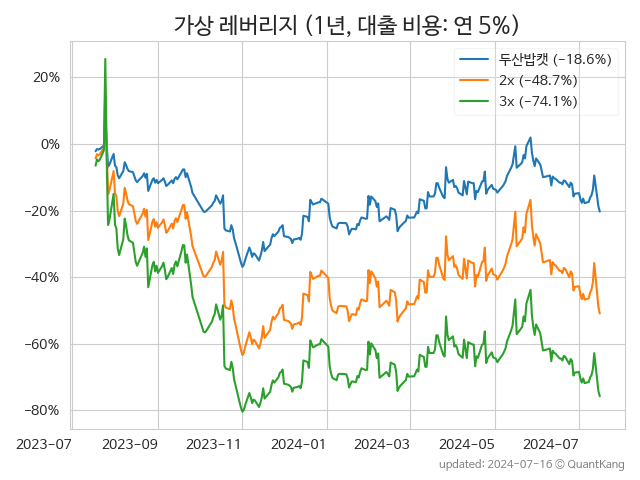 가상 레버리지 (1년, 대출 비용: 연 5%)
두산밥캣 (-18.6%)
2x (-48.7%)
3x (-74.1%)
20%
0%
−20%
−40%
−60%
−80%
2023-07 2023-09 2023-11 2024-01 2024-03 2024-05 2024-07
updated: 2024-07-16 © QuantKang